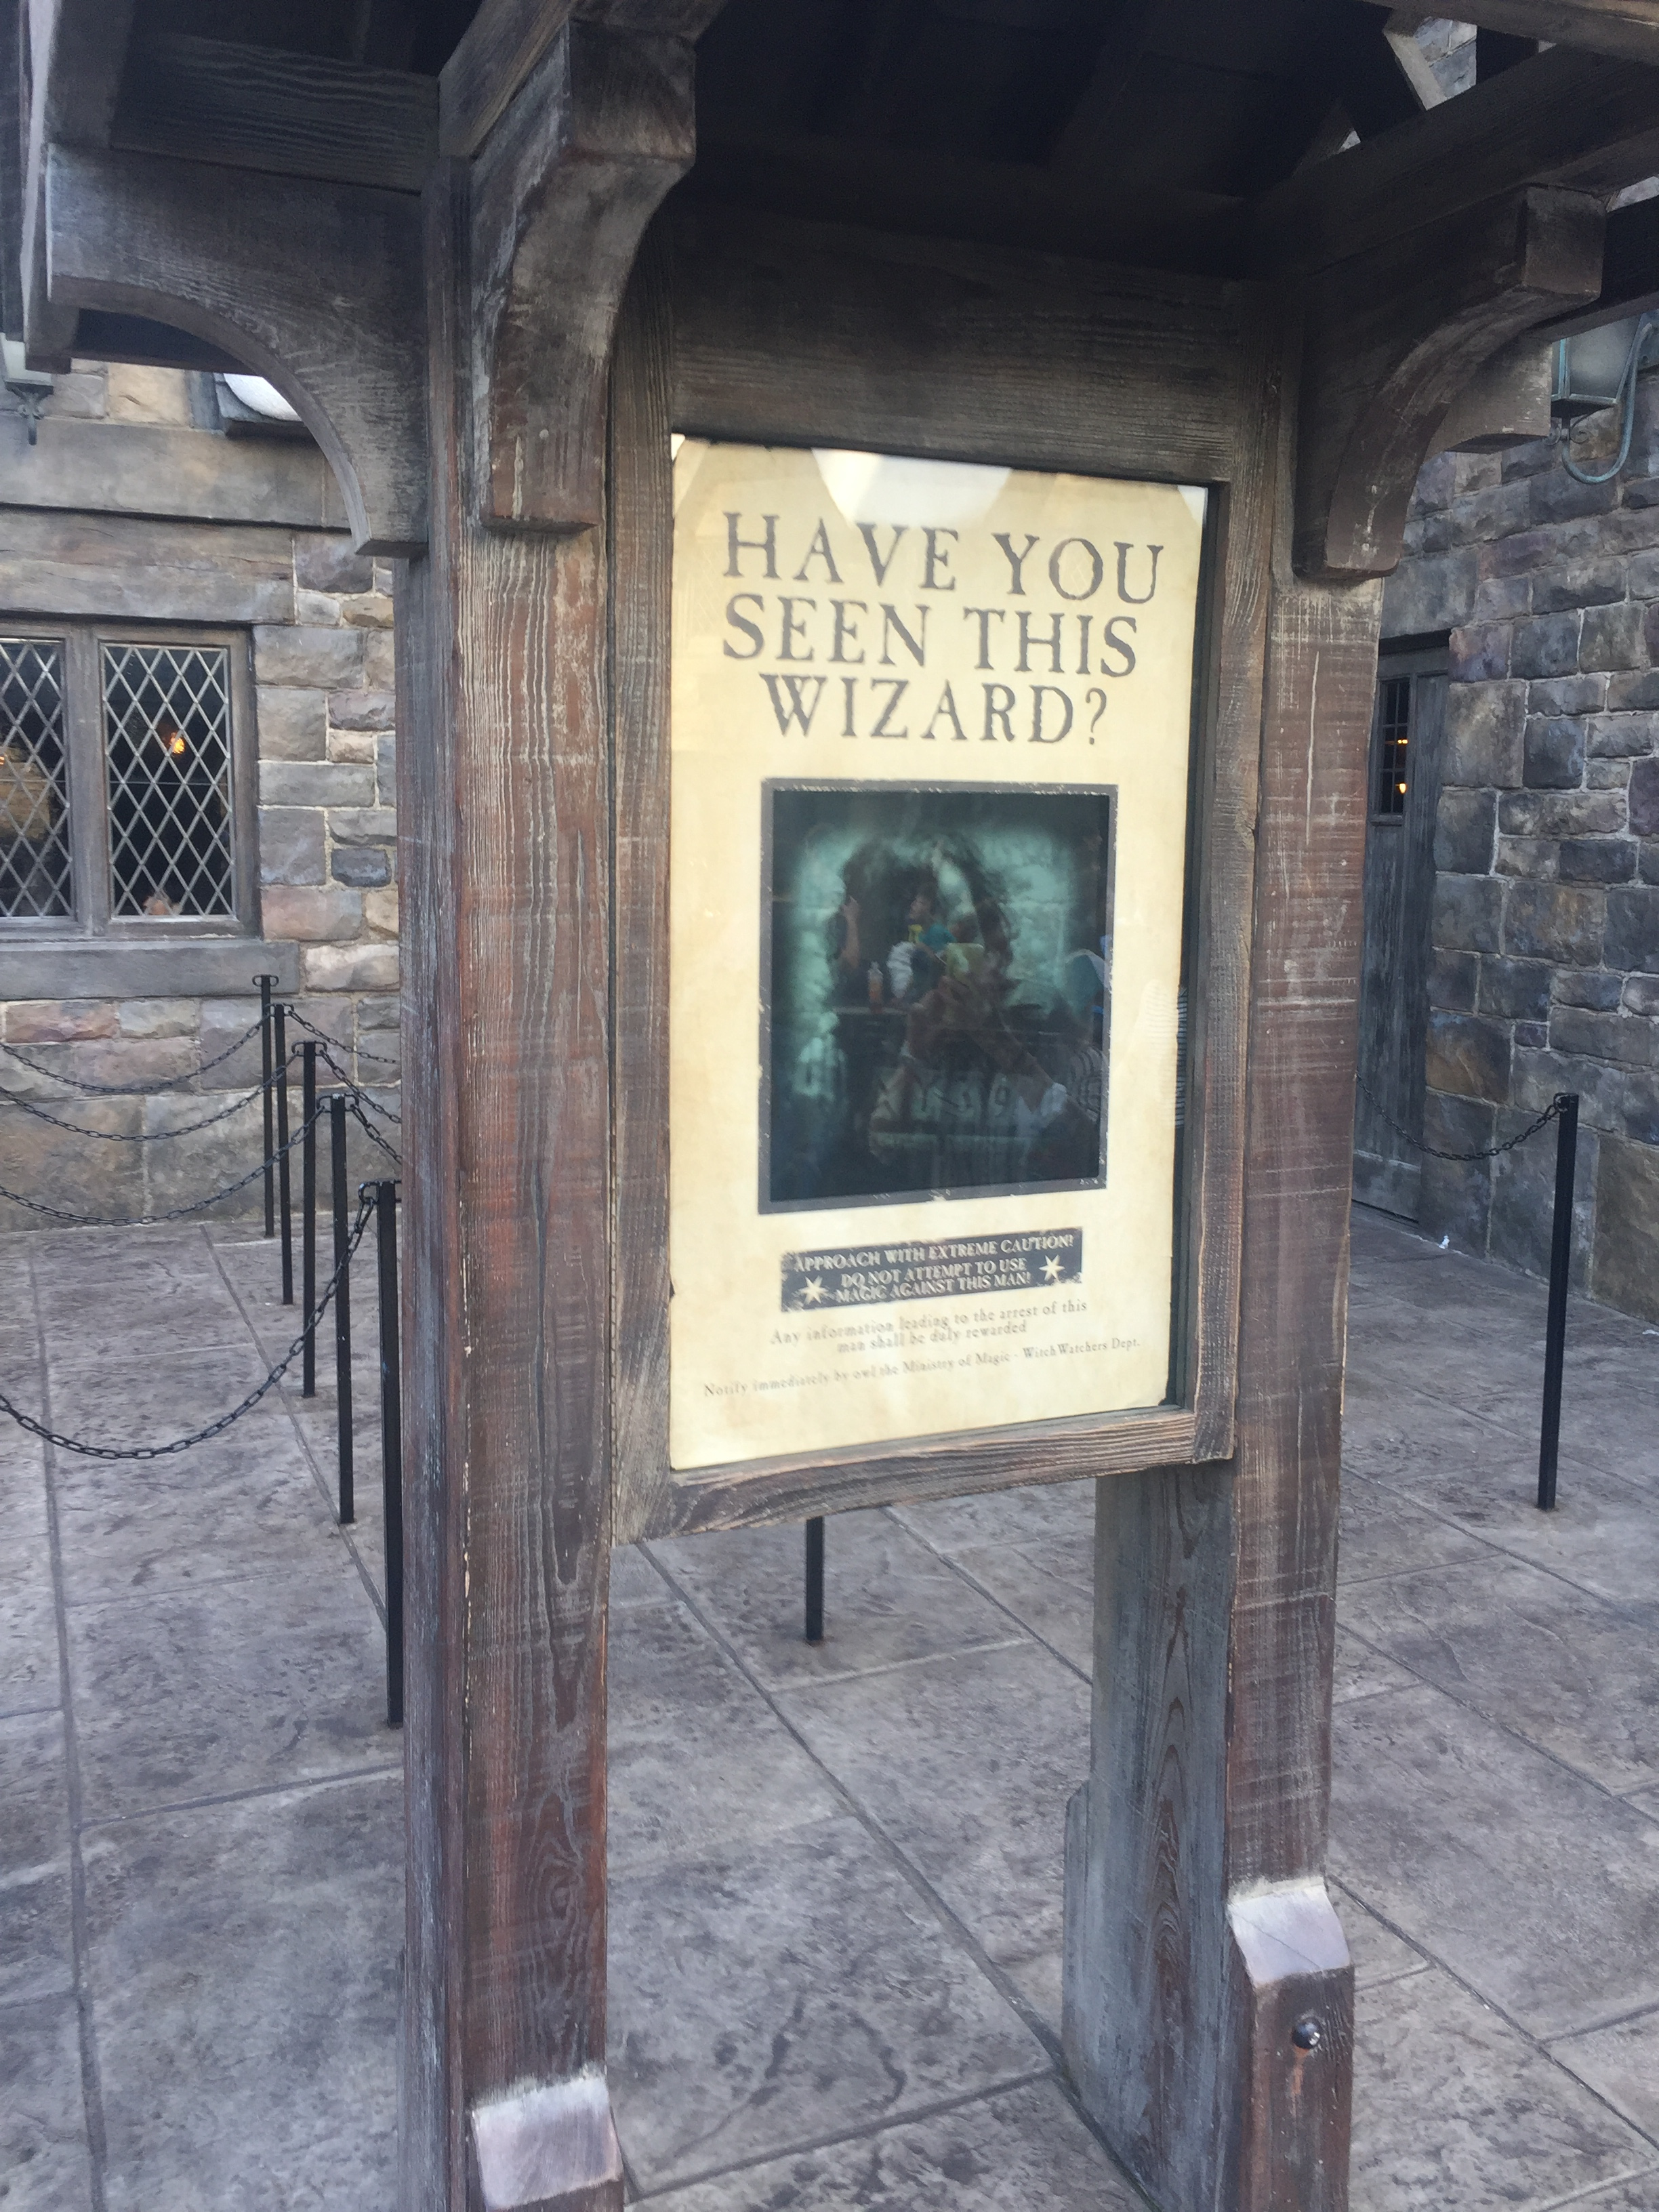 HAVE YOU
SEEN THIS
WIZARD?
APPROACH WITH EXTREME CAUTION!
DO NOT ATTEMPT TO USE
MAGIC AGAINST THIS MAN!
Any information leading to the arrest of this
man shall be duly rewarded
Notify immediately by owl the Ministry of Magic - WitchWatchers Dept.